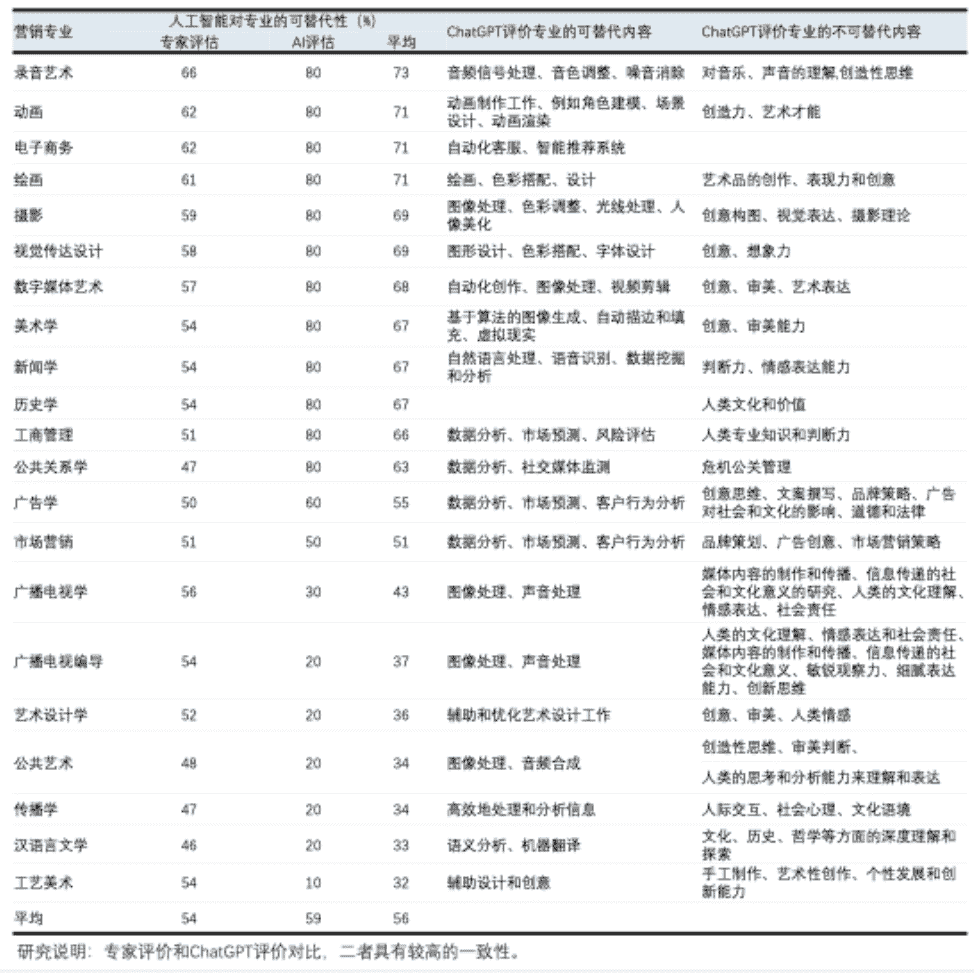 营销专业 人工智能对专业的可替代性（%） ChatGPT评价专业的可替代内容 ChatGPT评价专业的不可替代内容
专家评估 AI评估 平均
录音艺术 66 80 73 音频信号处理、音色调整、噪音消除 对音乐、声音的理解,创造性思维
动画 62 80 71 动画制作工作、例如角色建模、场景 创造力、艺术才能
设计、动画渲染
电子商务 62 80 71 自动化客服、智能推荐系统
绘画 61 80 71 绘画、色彩搭配、设计 艺术品的创作、表现力和创意
摄影 59 80 69 图像处理、色彩调整、光线处理、人 创意构图、视觉表达、摄影理论
像美化
视觉传达设计 58 80 69 图形设计、色彩搭配、字体设计 创意、想象力
数字媒体艺术 57 80 68 自动化创作、图像处理、视频剪辑 创意、审美、艺术表达
美术学 54 80 67 基于算法的图像生成、自动描边和填 创意、审美能力
充、虚拟现实
新闻学 54 80 67 自然语言处理、语音识别、数据挖掘 判断力、情感表达能力
和分析
历史学 54 80 67 人类文化和价值
工商管理 51 80 66 数据分析、市场预测、风险评估 人类专业知识和判断力
公共关系学 47 80 63 数据分析、社交媒体监测 危机公关管理
广告学 50 60 55 数据分析、市场预测、客户行为分析 创意思维、文案撰写、品牌策略、广告
对社会和文化的影响、道德和法律
市场营销 51 50 51 数据分析、市场预测、客户行为分析 品牌策划、广告创意、市场营销策略
广播电视学 56 30 43 图像处理、声音处理 媒体内容的制作和传播、信息传递的社
会和文化意义的研究、人类的文化理解、
情感表达、社会责任
广播电视编导 54 20 37 图像处理、声音处理 人类的文化理解、情感表达和社会责任、
媒体内容的制作和传播、信息传递的社
会和文化意义、敏锐观察力、细腻表达
能力、创新思维
艺术设计学 52 20 36 辅助和优化艺术设计工作 创意、审美、人类情感
公共艺术 48 20 34 图像处理、音频合成 创造性思维、审美判断、
人类的思考和分析能力来理解和表达
传播学 47 20 34 高效地处理和分析信息 人际交互、社会心理、文化语境
汉语言文学 46 20 33 语义分析、机器翻译 文化、历史、哲学等方面的深度理解和
探索
工艺美术 54 10 32 辅助设计和创意 手工制作、艺术性创作、个性发展和创
新能力
平均 54 59 56
研究说明：专家评价和ChatGPT评价对比，二者具有较高的一致性。